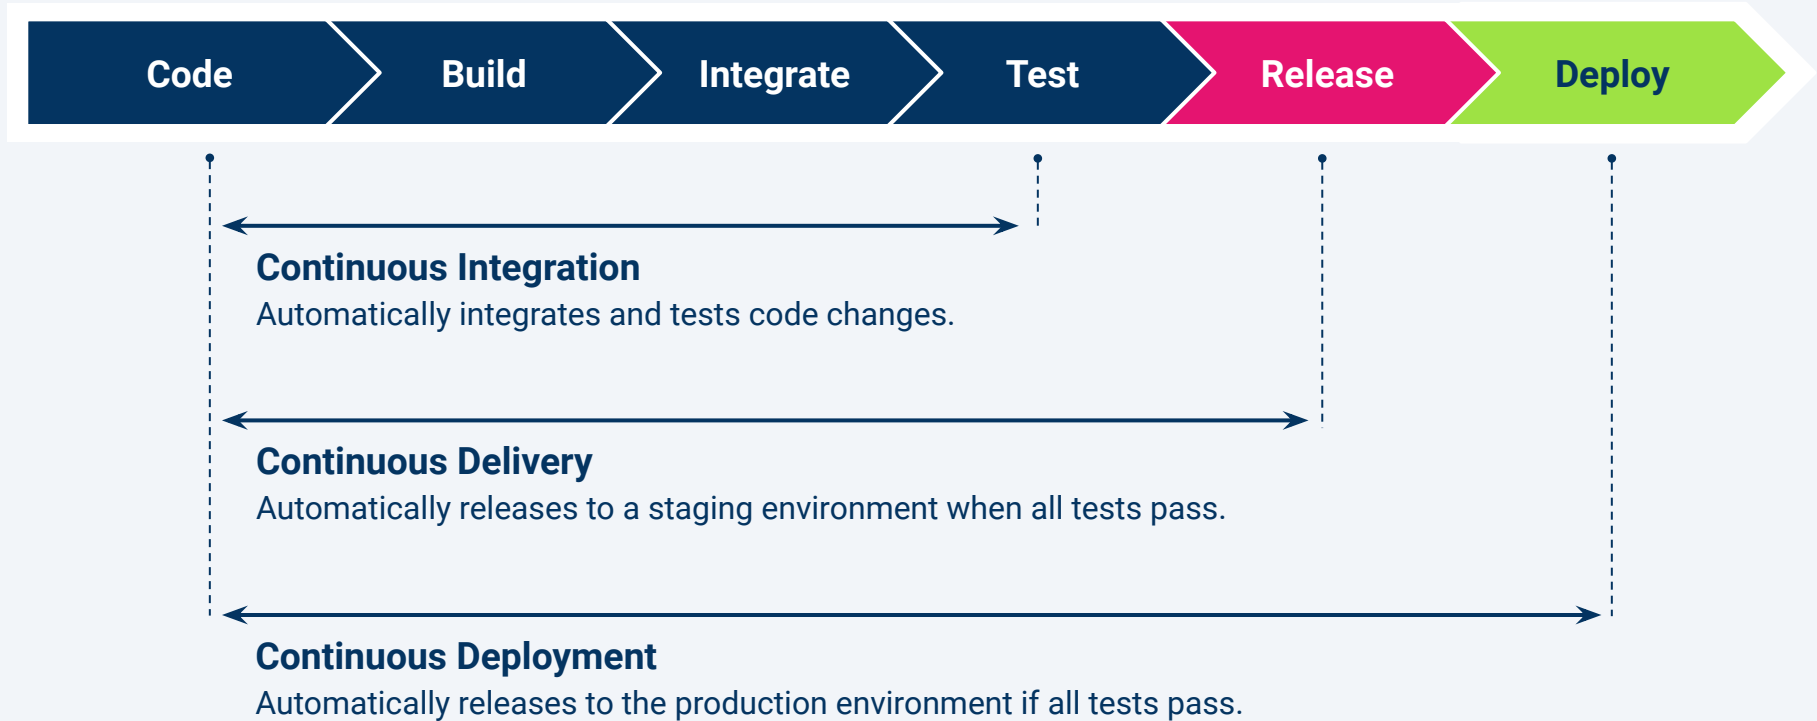 Code Build Integrate Test Release Deploy
Continuous Integration
Automatically integrates and tests code changes.
Continuous Delivery
Automatically releases to a staging environment when all tests pass.
Continuous Deployment
Automatically releases to the production environment if all tests pass.